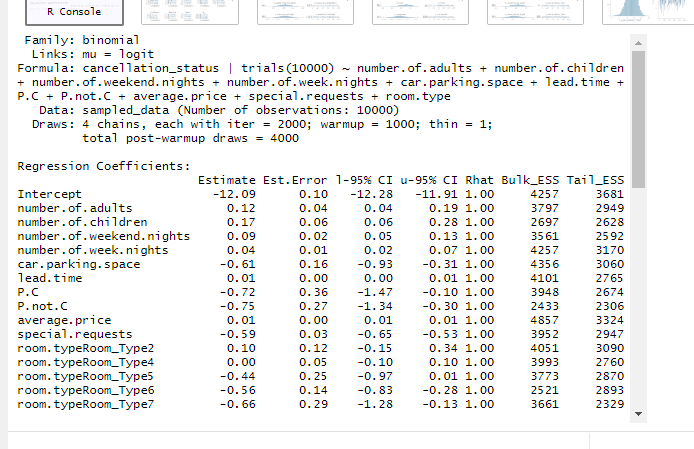 R Console
Family: binomial
Links: mu = logit
Formula: cancellation_status | trials(10000) ~ number.of.adults + number.of.children
+ number.of.weekend.nights + number.of.week.nights + car.parking.space + lead.time +
P.C + P.not.C + average.price + special.requests + room.type
Data: sampled_data (Number of observations: 10000)
Draws: 4 chains, each with iter = 2000; warmup = 1000; thin = 1;
total post-warmup draws = 4000
Regression Coefficients:
Estimate Est.Error l-95% CI u-95% CI Rhat Bulk_ESS Tail_ESS
Intercept -12.09 0.10 -12.28 -11.91 1.00 4257 3681
number.of.adults 0.12 0.04 0.04 0.19 1.00 3797 2949
number.of.children 0.17 0.06 0.06 0.28 1.00 2697 2628
number.of.weekend.nights 0.09 0.02 0.05 0.13 1.00 3561 2592
number.of.week.nights 0.04 0.01 0.02 0.07 1.00 4257 3170
car.parking.space -0.61 0.16 -0.93 -0.31 1.00 4356 3060
lead.time 0.01 0.00 0.00 0.01 1.00 4101 2765
P.C -0.72 0.36 -1.47 -0.10 1.00 3948 2674
P.not.C -0.75 0.27 -1.34 -0.30 1.00 2433 2306
average.price 0.01 0.00 0.01 0.01 1.00 4857 3324
special.requests -0.59 0.03 -0.65 -0.53 1.00 3952 2947
room.typeRoom_Type2 0.10 0.12 -0.15 0.34 1.00 4051 3090
room.typeRoom_Type4 0.00 0.05 -0.10 0.10 1.00 3993 2760
room.typeRoom_Type5 -0.44 0.25 -0.97 0.01 1.00 3773 2870
room.typeRoom_Type6 -0.56 0.14 -0.83 -0.28 1.00 2521 2893
room.typeRoom_Type7 -0.66 0.29 -1.28 -0.13 1.00 3661 2329